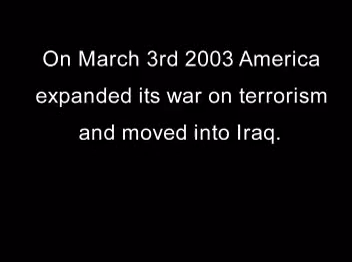 On March 3rd 2003 America
expanded its war on terrorism
and moved into Iraq.